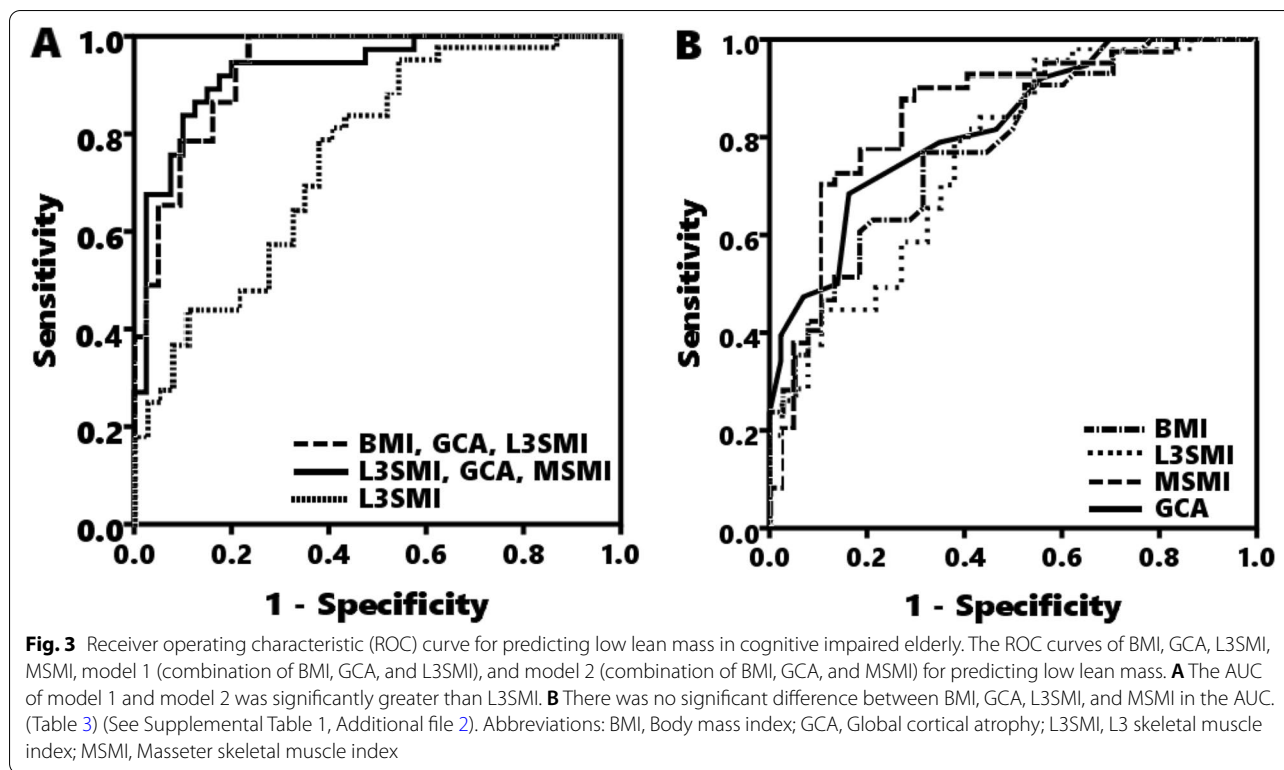 A
B
1.0
0.8
0.6
0.4
0.2
0.0
Sensitivity
BMI, GCA, L3SMI
L3SMI, GCA, MSMI
L3SMI
0.0 0.2 0.4 0.6 0.8 1.0
1 - Specificity
1.0
0.8
0.6
0.4
0.2
0.0
Sensitivity
BMI
L3SMI
MSMI
GCA
0.0 0.2 0.4 0.6 0.8 1.0
1 - Specificity
Fig. 3 Receiver operating characteristic (ROC) curve for predicting low lean mass in cognitive impaired elderly. The ROC curves of BMI, GCA, L3SMI,
MSMI, model 1 (combination of BMI, GCA, and L3SMI), and model 2 (combination of BMI, GCA, and MSMI) for predicting low lean mass. A The AUC
of model 1 and model 2 was significantly greater than L3SMI. B There was no significant difference between BMI, GCA, L3SMI, and MSMI in the AUC.
(Table 3) (See Supplemental Table 1, Additional file 2). Abbreviations: BMI, Body mass index; GCA, Global cortical atrophy; L3SMI, L3 skeletal muscle
index; MSMI, Masseter skeletal muscle index